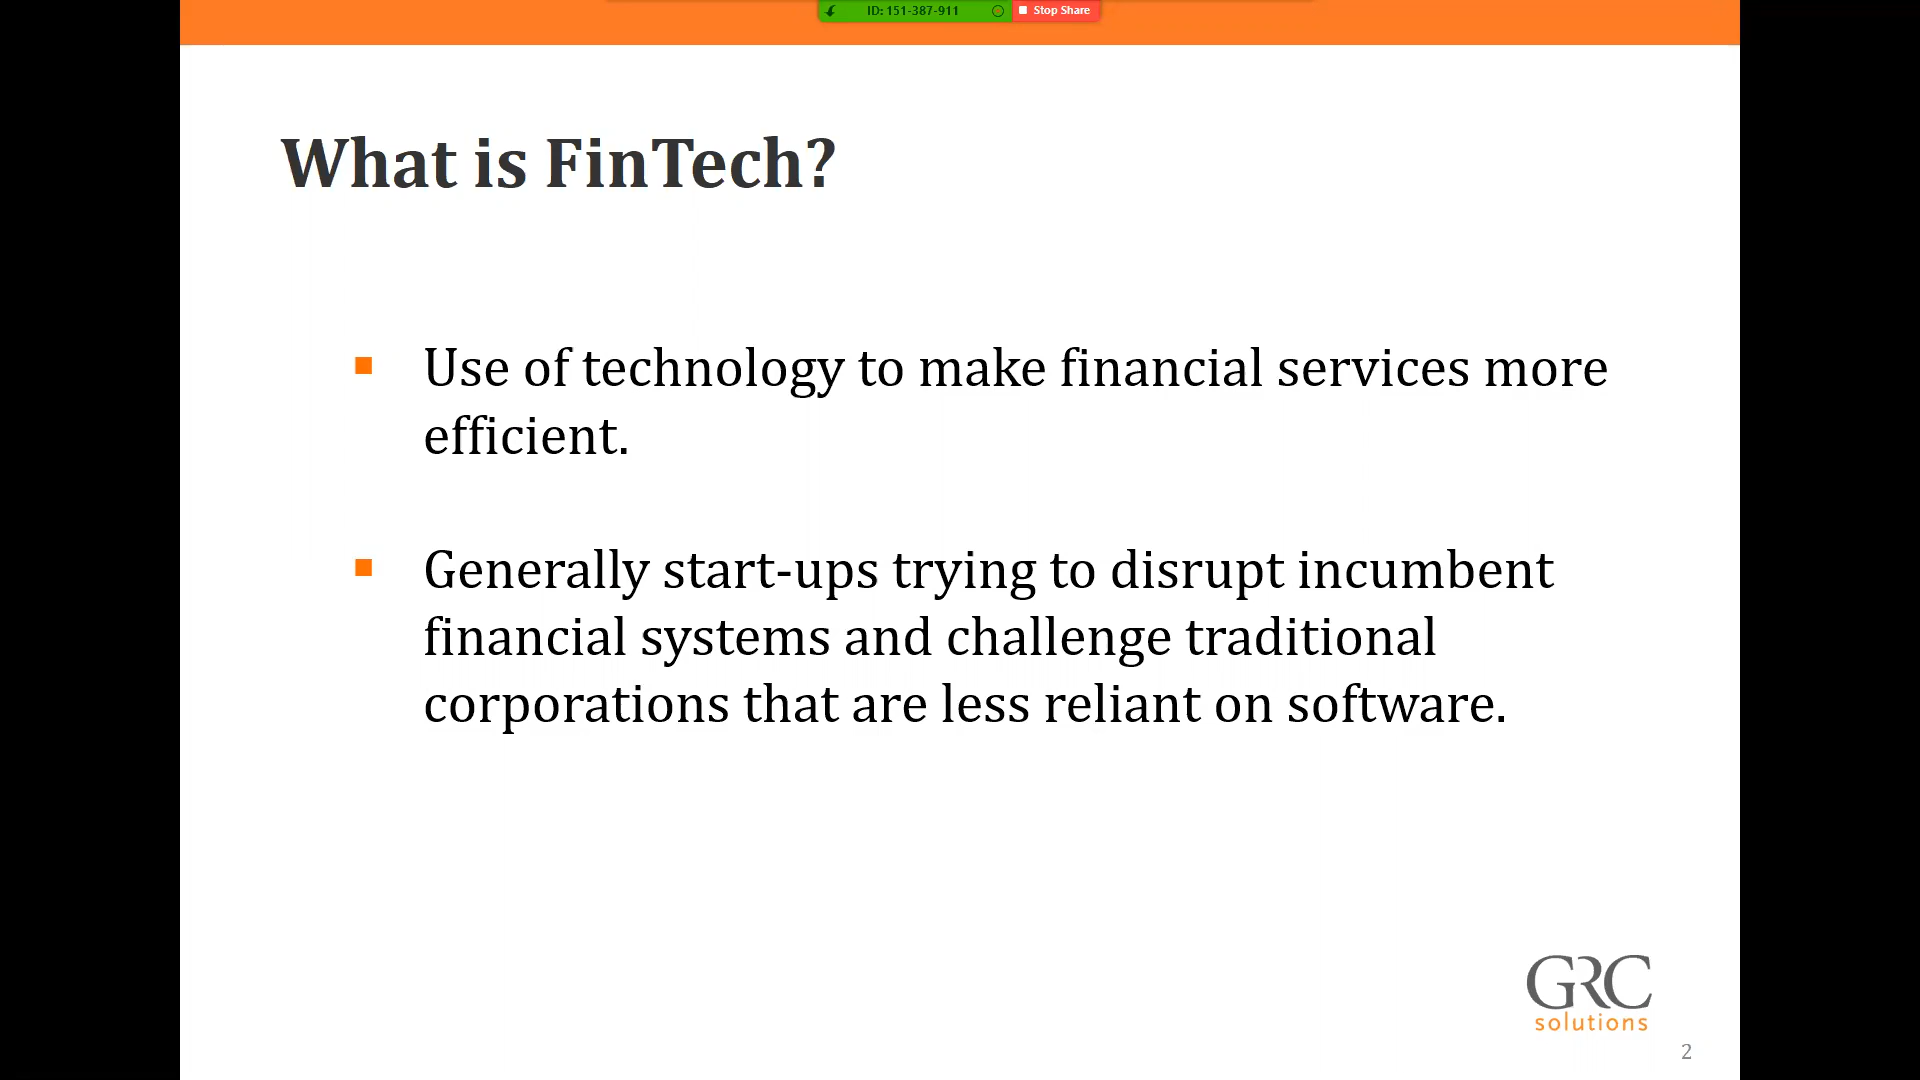 ID: 151-387-911
Stop Share
What is FinTech?
Use of technology to make financial services more
efficient.
Generally start-ups trying to disrupt incumbent
financial systems and challenge traditional
corporations that are less reliant on software.
GRC
solutions
2